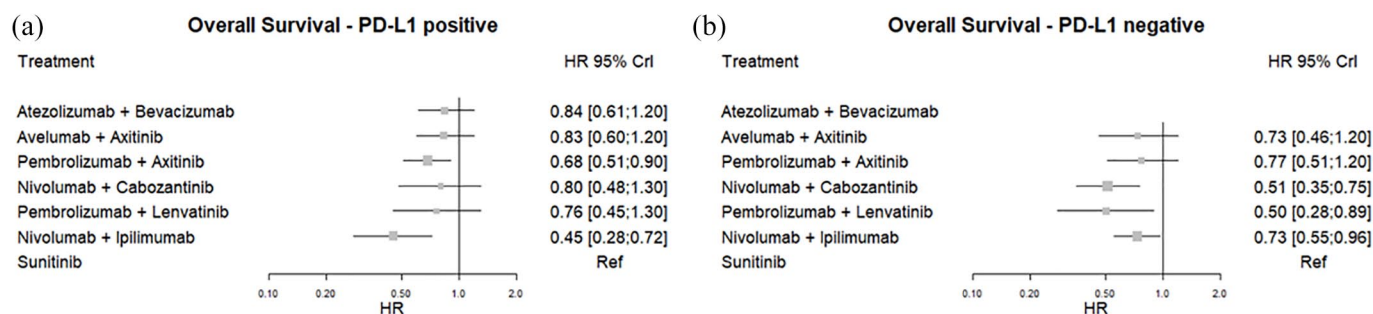 (a) Overall Survival - PD-L1 positive
Treatment HR 95% CrI
Atezolizumab + Bevacizumab 0.84 [0.61;1.20]
Avelumab + Axitinib 0.83 [0.60;1.20]
Pembrolizumab + Axitinib 0.68 [0.51;0.90]
Nivolumab + Cabozantinib 0.80 [0.48;1.30]
Pembrolizumab + Lenvatinib 0.76 [0.45;1.30]
Nivolumab + Ipilimumab 0.45 [0.28;0.72]
Sunitinib Ref
0.10 0.20 0.50 1.0 2.0
HR
(b) Overall Survival - PD-L1 negative
Treatment HR 95% CrI
Atezolizumab + Bevacizumab
Avelumab + Axitinib 0.73 [0.46;1.20]
Pembrolizumab + Axitinib 0.77 [0.51;1.20]
Nivolumab + Cabozantinib 0.51 [0.35;0.75]
Pembrolizumab + Lenvatinib 0.50 [0.28;0.89]
Nivolumab + Ipilimumab 0.73 [0.55;0.96]
Sunitinib Ref
0.10 0.20 0.50 1.0 2.0
HR